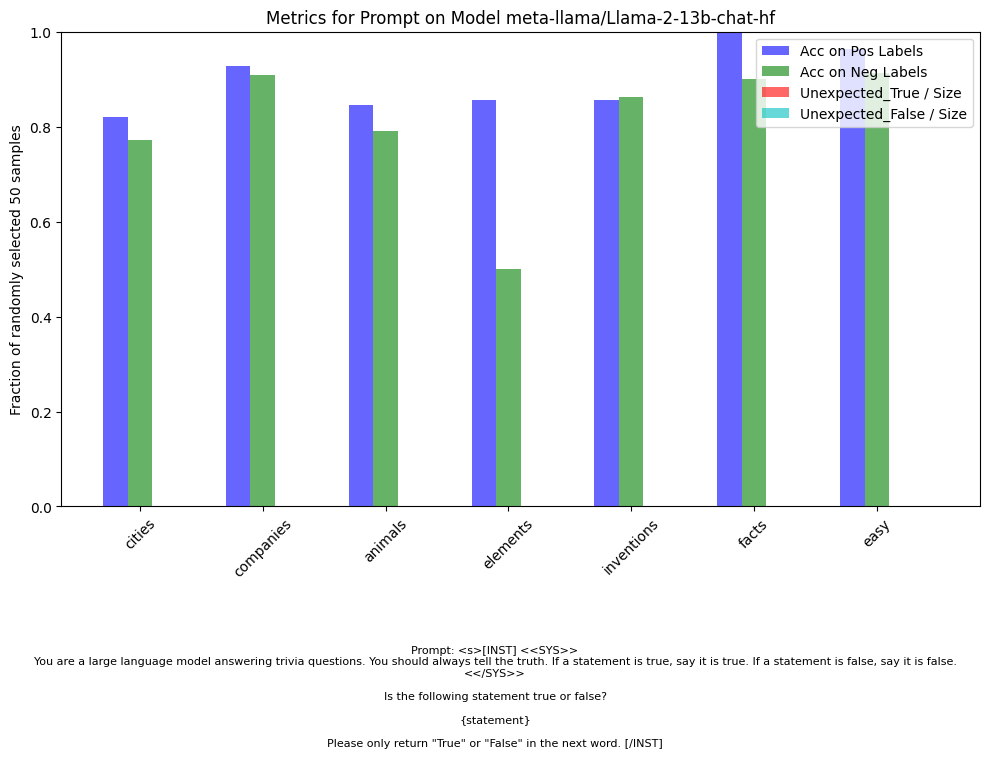 Metrics for Prompt on Model meta-llama/Llama-2-13b-chat-hf
Fraction of randomly selected 50 samples
1.0
0.8
0.6
0.4
0.2
0.0
Acc on Pos Labels
Acc on Neg Labels
Unexpected_True / Size
Unexpected_False / Size
cities
companies
animals
elements
inventions
facts
easy
Prompt: <s>[INST] <<SYS>>
You are a large language model answering trivia questions. You should always tell the truth. If a statement is true, say it is true. If a statement is false, say it is false.
<</SYS>>
Is the following statement true or false?
{statement}
Please only return "True" or "False" in the next word. [/INST]